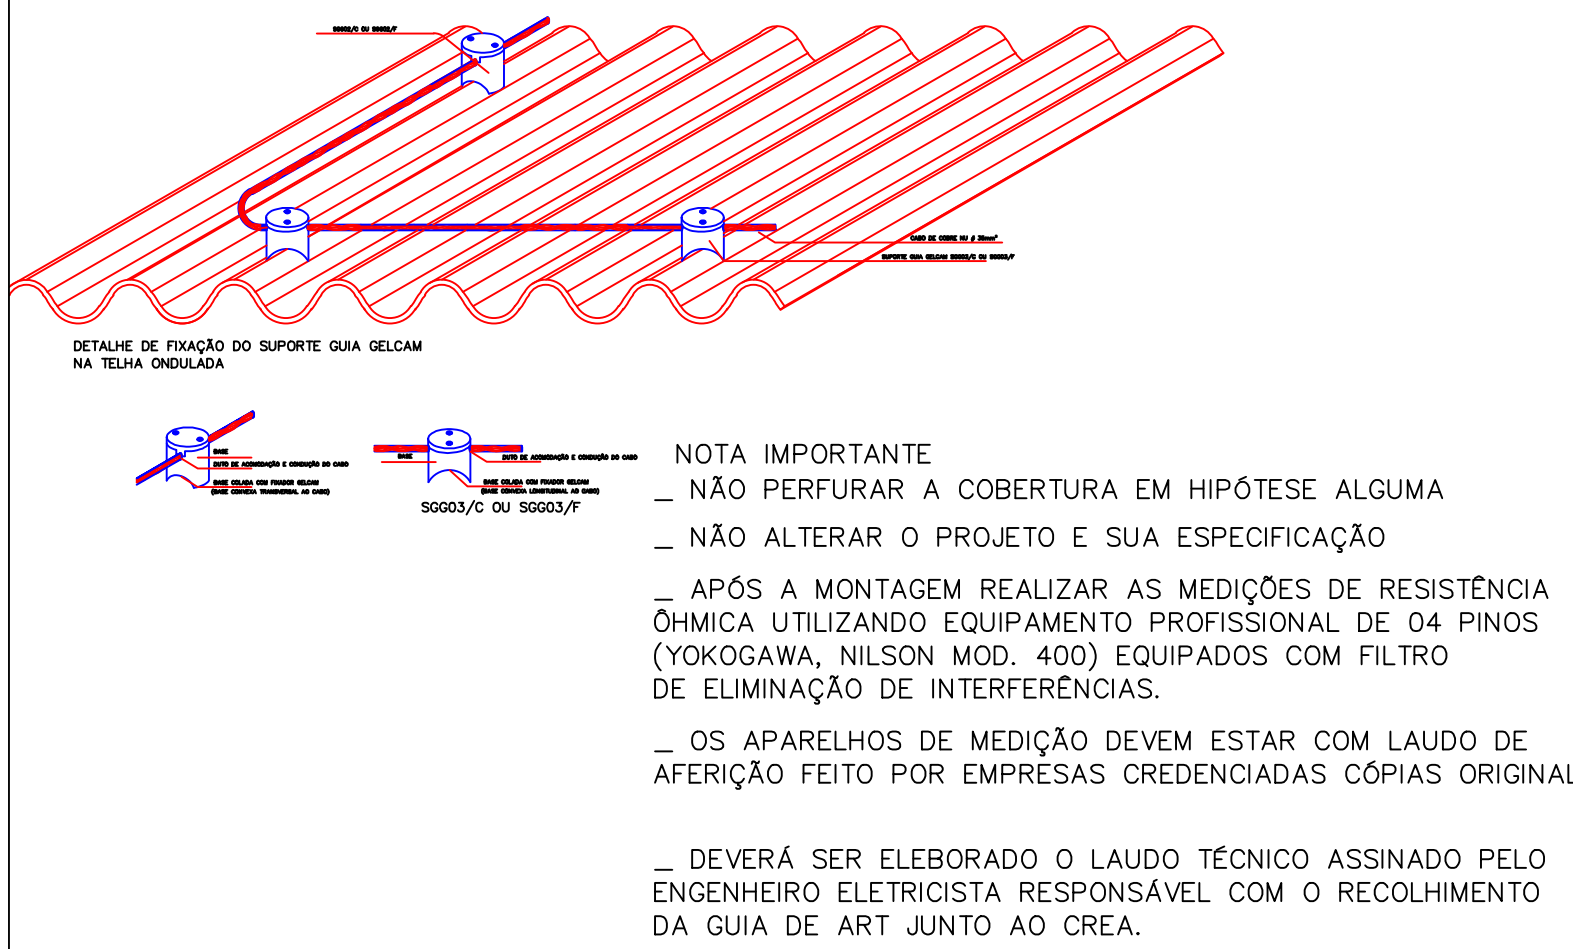 SGG02/C OU SGG02/F
CABO DE COBRE NU ø 35mm²
SUPORTE GUIA GELCAM SGG03/C OU SGG03/F
DETALHE DE FIXAÇÃO DO SUPORTE GUIA GELCAM
NA TELHA ONDULADA
BASE
DUTO DE ACOMODAÇÃO E CONDUÇÃO DO CABO
BASE COLADA COM FIXADOR GELCAM
(BASE CONVEXA TRANSVERSAL AO CABO)
BASE
DUTO DE ACOMODAÇÃO E CONDUÇÃO DO CABO
BASE COLADA COM FIXADOR GELCAM
(BASE CONVEXA LONGITUDINAL AO CABO)
SGG03/C OU SGG03/F
NOTA IMPORTANTE
_ NÃO PERFURAR A COBERTURA EM HIPÓTESE ALGUMA
_ NÃO ALTERAR O PROJETO E SUA ESPECIFICAÇÃO
_ APÓS A MONTAGEM REALIZAR AS MEDIÇÕES DE RESISTÊNCIA
ÔHMICA UTILIZANDO EQUIPAMENTO PROFISSIONAL DE 04 PINOS
(YOKOGAWA, NILSON MOD. 400) EQUIPADOS COM FILTRO
DE ELIMINAÇÃO DE INTERFERÊNCIAS.
_ OS APARELHOS DE MEDIÇÃO DEVEM ESTAR COM LAUDO DE
AFERIÇÃO FEITO POR EMPRESAS CREDENCIADAS CÓPIAS ORIGINAL
_ DEVERÁ SER ELEBORADO O LAUDO TÉCNICO ASSINADO PELO
ENGENHEIRO ELETRICISTA RESPONSÁVEL COM O RECOLHIMENTO
DA GUIA DE ART JUNTO AO CREA.